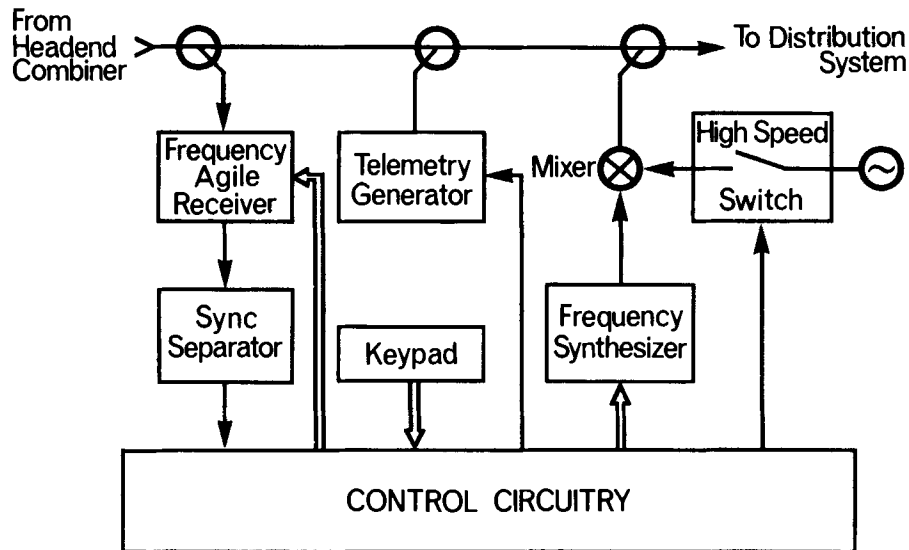 From
Headend
Combiner
To Distribution
System
Frequency
Agile
Receiver
Telemetry
Generator
Mixer
High Speed
Switch
Sync
Separator
Keypad
Frequency
Synthesizer
CONTROL CIRCUITRY